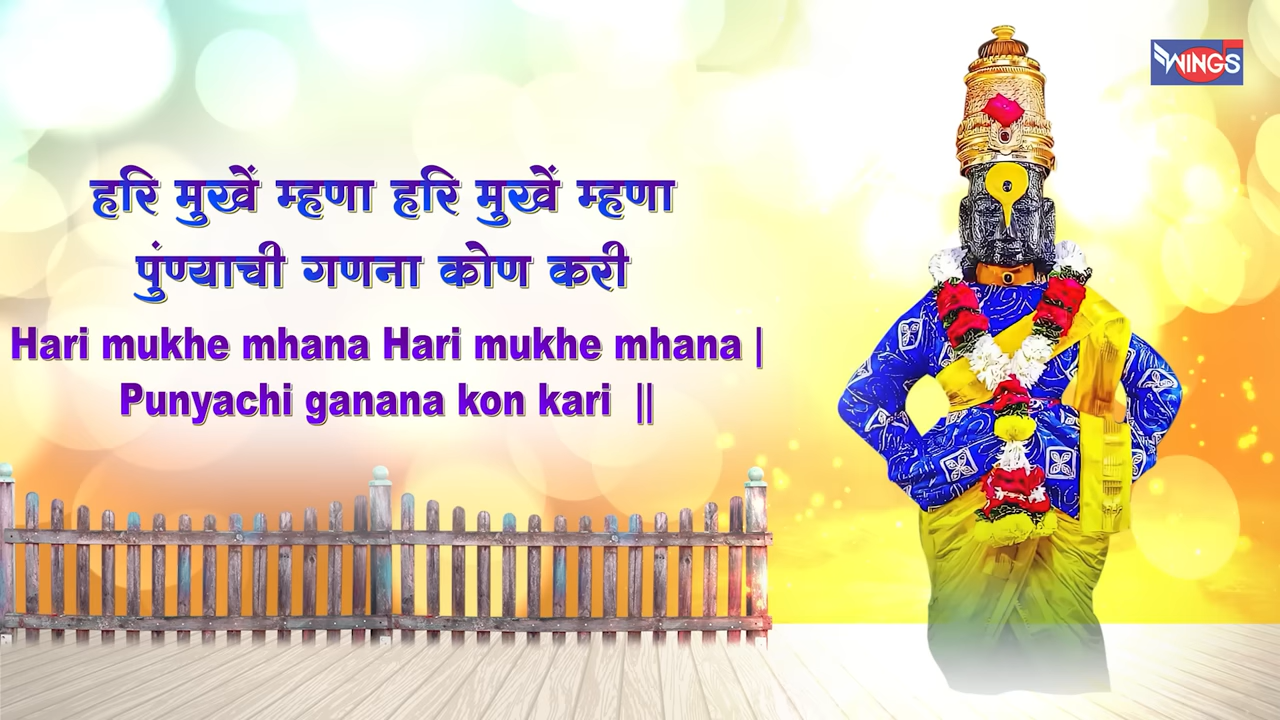 हरि मुखें म्हणा हरि मुखें म्हणा
पुंण्याची गणना कोण करी
Hari mukhe mhana Hari mukhe mhana |
Punyachi ganana kon kari ||
WINGS